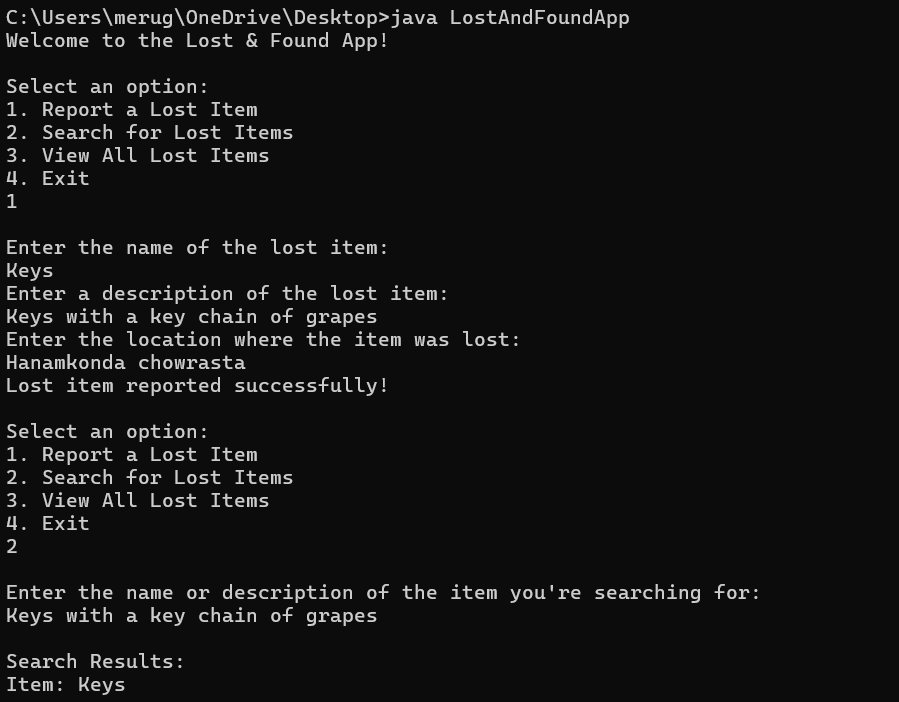 C:\Users\merug\OneDrive\Desktop>java LostAndFoundApp
Welcome to the Lost & Found App!

Select an option:
1. Report a Lost Item
2. Search for Lost Items
3. View All Lost Items
4. Exit
1

Enter the name of the lost item:
Keys
Enter a description of the lost item:
Keys with a key chain of grapes
Enter the location where the item was lost:
Hanamkonda chowrasta
Lost item reported successfully!

Select an option:
1. Report a Lost Item
2. Search for Lost Items
3. View All Lost Items
4. Exit
2

Enter the name or description of the item you're searching for:
Keys with a key chain of grapes

Search Results:
Item: Keys